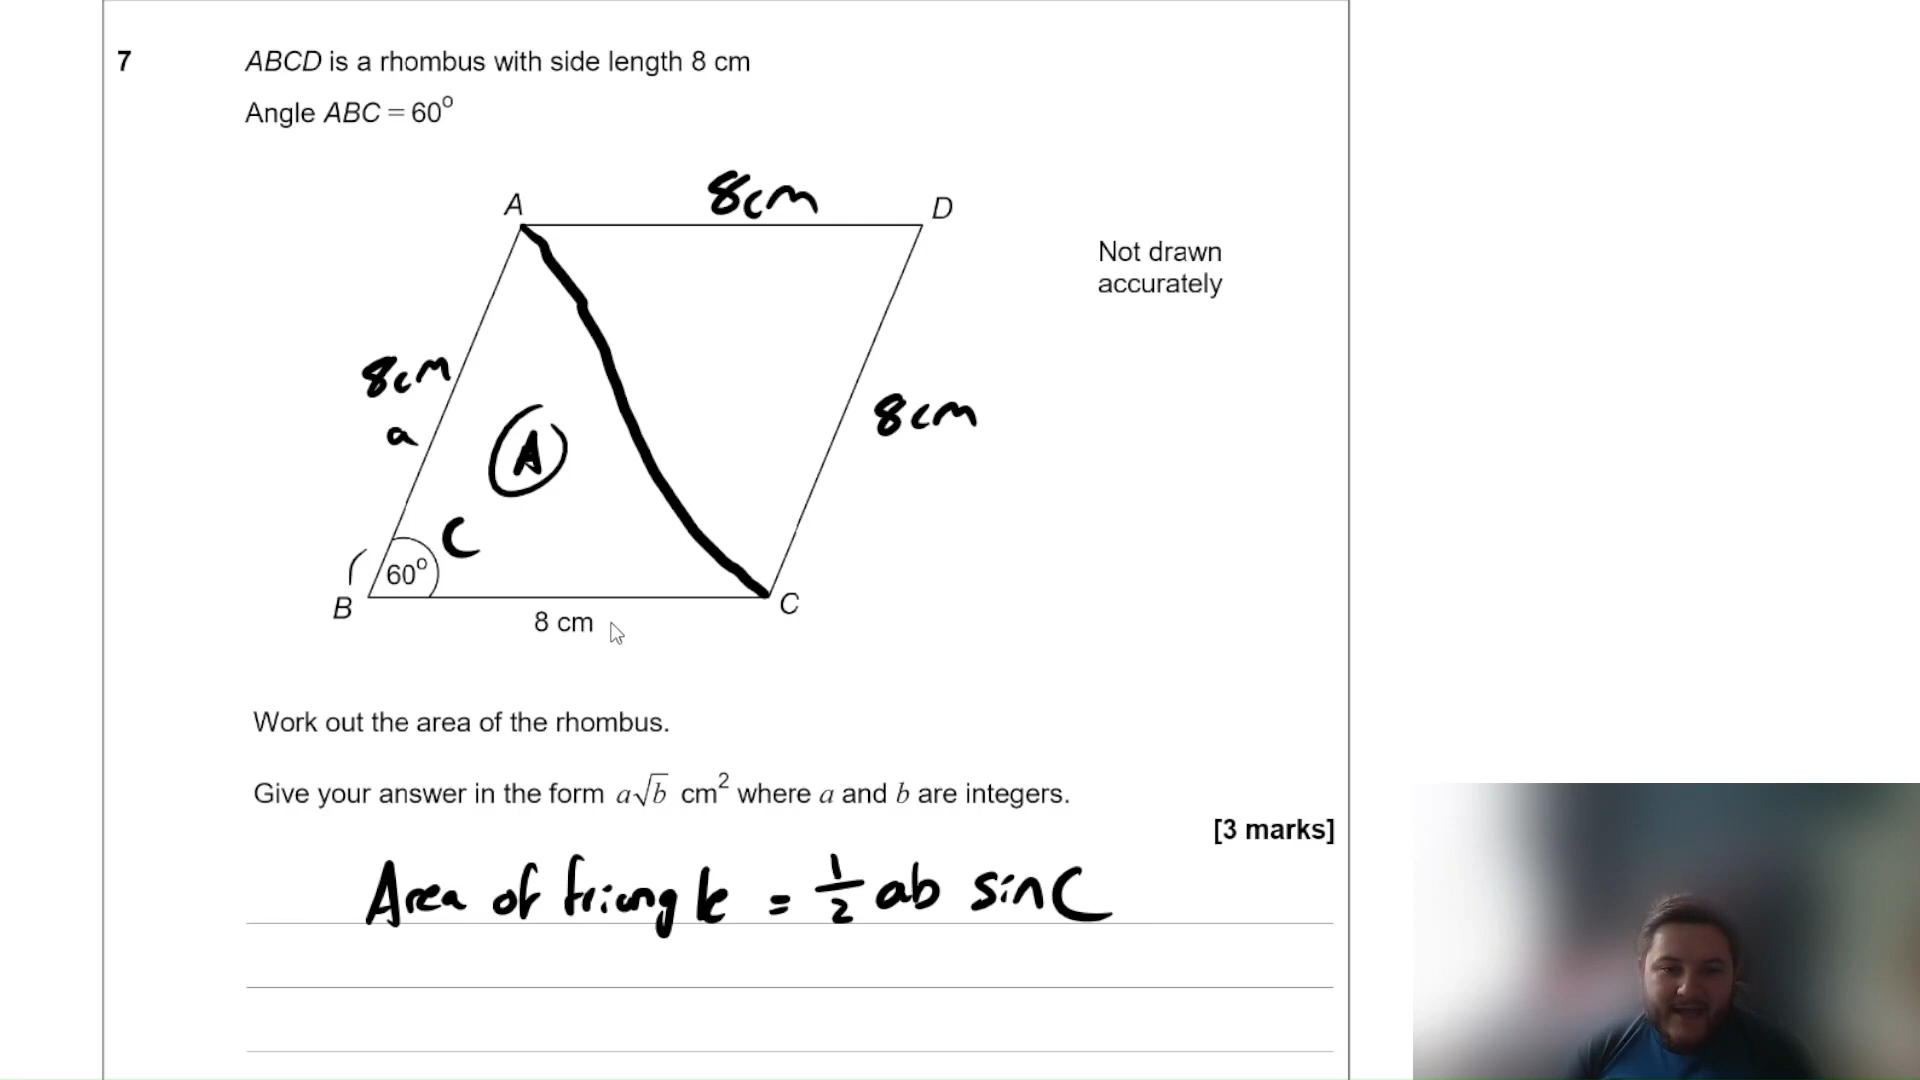 7 ABCD is a rhombus with side length 8 cm
Angle ABC = 60°
8cm
A
D
Not drawn
accurately
8cm
a
8cm
A
C
60°
B
C
8 cm
Work out the area of the rhombus.
Give your answer in the form a√b cm² where a and b are integers.
[3 marks]
Area of triangle = 1/2 ab sin C